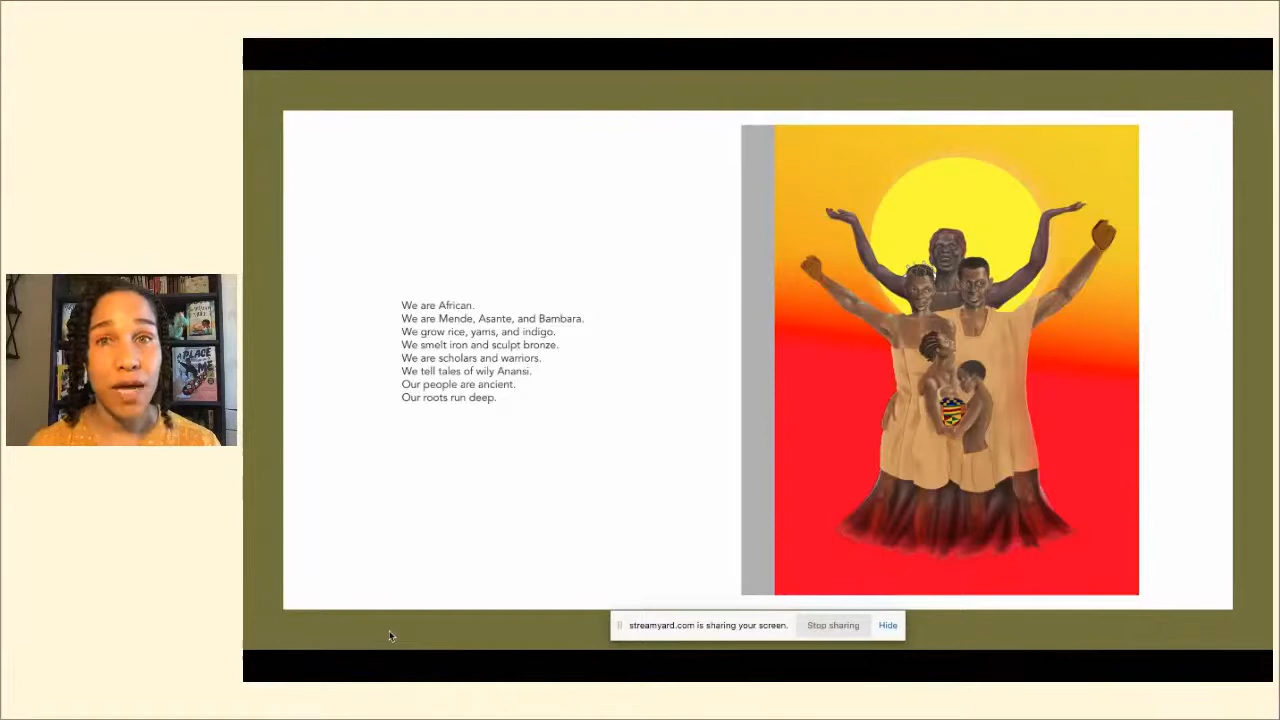 We are African.
We are Mende, Asante, and Bambara.
We grow rice, yams, and indigo.
We smelt iron and sculpt bronze.
We are scholars and warriors.
We tell tales of wily Anansi.
Our people are ancient.
Our roots run deep.
streamyard.com is sharing your screen. Stop sharing Hide